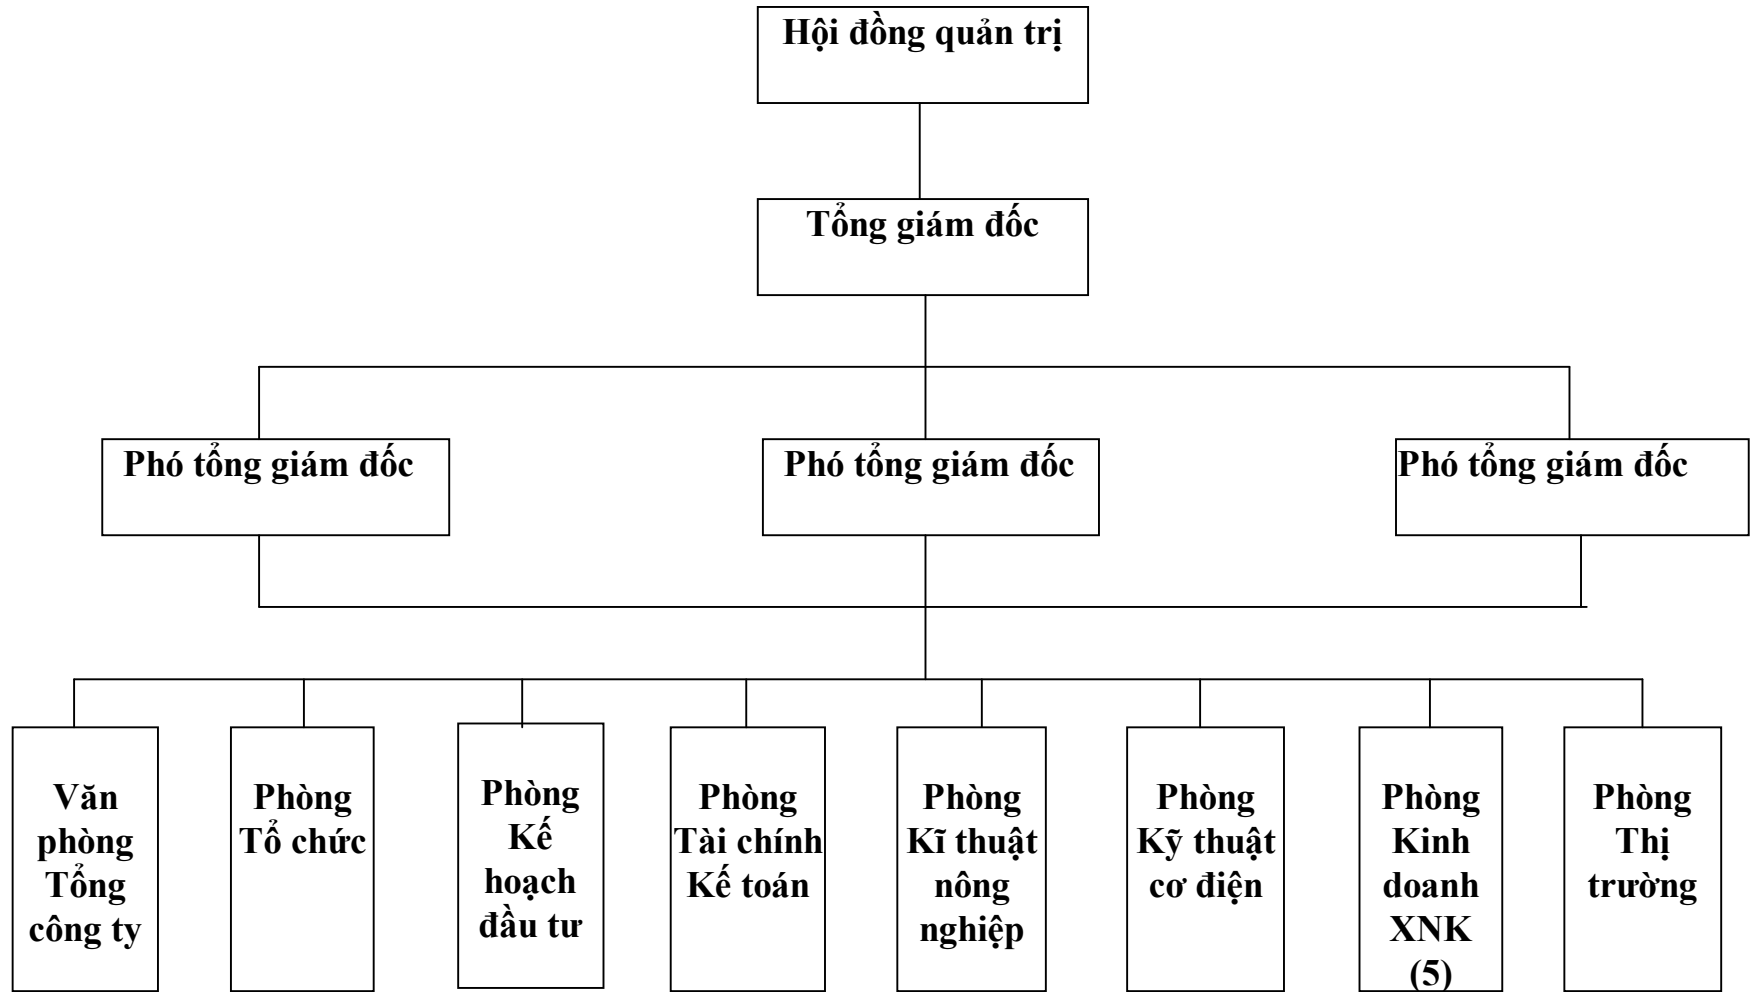 Hội đồng quản trị
Tổng giám đốc
Phó tổng giám đốc
Phó tổng giám đốc
Phó tổng giám đốc
Văn
phòng
Tổng
công ty
Phòng
Tổ chức
Phòng
Kế
hoạch
đầu tư
Phòng
Tài chính
Kế toán
Phòng
Kĩ thuật
nông
nghiệp
Phòng
Kỹ thuật
cơ điện
Phòng
Kinh
doanh
XNK
(5)
Phòng
Thị
trường